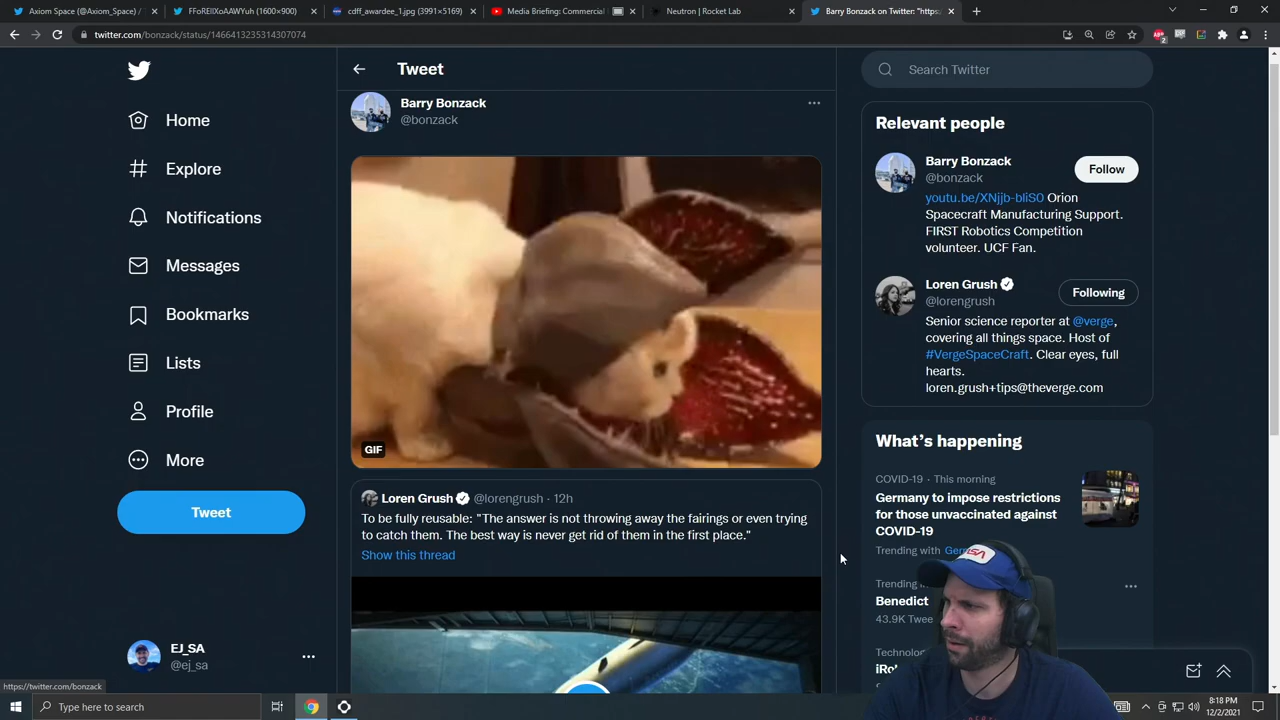 Axiom Space (@Axiom_Space) /
FFoRElIXoAAWYuh (1600×900)
cdff_awardee_1.jpg (3991×5169)
Media Briefing: Commercial
Neutron | Rocket Lab
Barry Bonzack on Twitter: "https:
twitter.com/bonzack/status/1466413235314307074
2
Home
Explore
Notifications
Messages
Bookmarks
Lists
Profile
More
Tweet
EJ_SA
@ej_sa
Tweet
Barry Bonzack
@bonzack
GIF
Loren Grush @lorengrush · 12h
To be fully reusable: "The answer is not throwing away the fairings or even trying
to catch them. The best way is never get rid of them in the first place."
Show this thread
Search Twitter
Relevant people
Barry Bonzack
@bonzack
Follow
youtu.be/XNjjb-bIiS0 Orion
Spacecraft Manufacturing Support.
FIRST Robotics Competition
volunteer. UCF Fan.
Loren Grush
@lorengrush
Following
Senior science reporter at @verge,
covering all things space. Host of
#VergeSpaceCraft. Clear eyes, full
hearts.
loren.grush+tips@theverge.com
What's happening
COVID-19 · This morning
Germany to impose restrictions
for those unvaccinated against
COVID-19
Trending with Ger
Trending i
Benedict
43.9K Twee
Technolog
iRo
https://twitter.com/bonzack
Type here to search
8:18 PM
12/2/2021